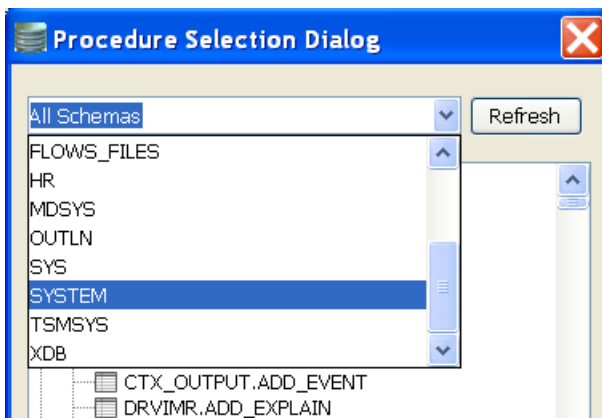 Procedure Selection Dialog
All Schemas
Refresh
FLOWS_FILES
HR
MDSYS
OUTLN
SYS
SYSTEM
TSMSYS
XDB
CTX_OUTPUT.ADD_EVENT
DRVIMR.ADD_EXPLAIN